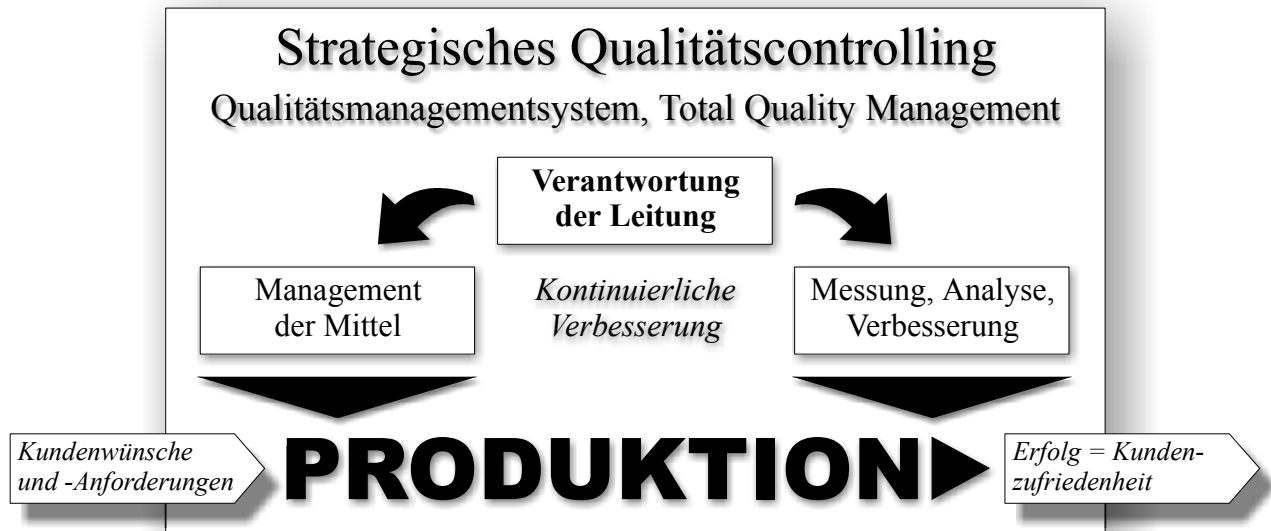 Strategisches Qualitätscontrolling
Qualitätsmanagementsystem, Total Quality Management
Verantwortung
der Leitung
Management
der Mittel
Kontinuierliche
Verbesserung
Messung, Analyse,
Verbesserung
Kundenwünsche
und -Anforderungen
PRODUKTION
Erfolg = Kunden-
zufriedenheit